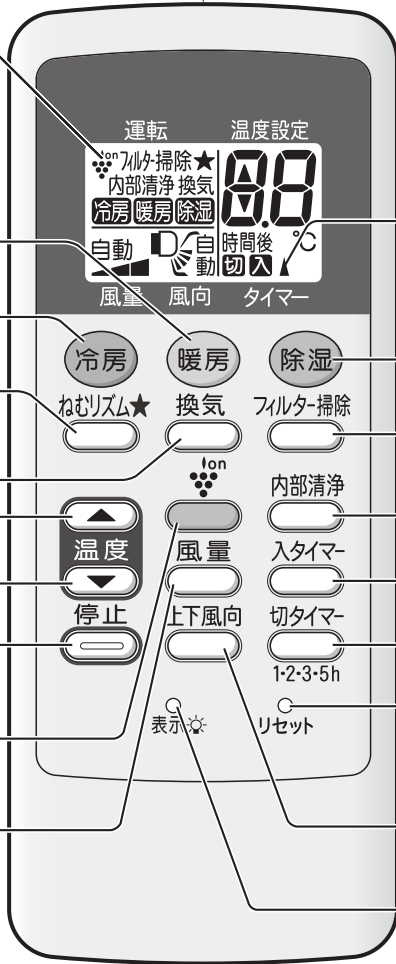 運転 温度設定
ion フィルター掃除★
内部清浄 換気
冷房 暖房 除湿
88
℃
自動 自動 時間後
切 入
風量 風向 タイマー
冷房 暖房 除湿
ねむリズム★ 換気 フィルター掃除
ion
内部清浄
温度 風量 入タイマー
停止 上下風向 切タイマー
1・2・3・5h
表示 リセット